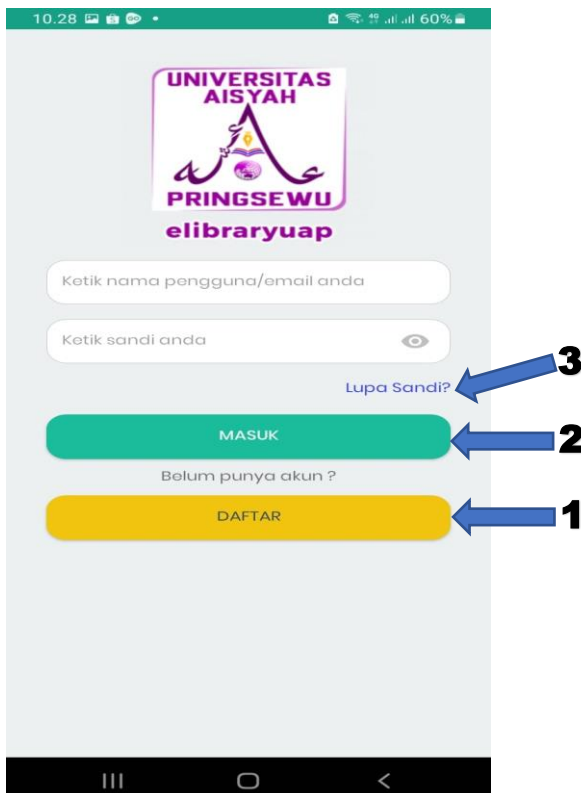 10.28
60%
UNIVERSITAS
AISYAH
PRINGSEWU
elibraryuap
Ketik nama pengguna/email anda
Ketik sandi anda
3
Lupa Sandi?
MASUK
2
Belum punya akun ?
DAFTAR
1